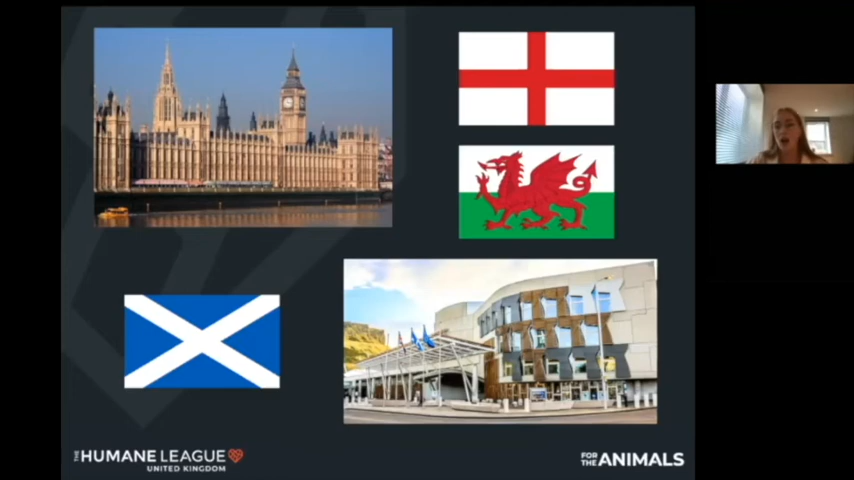 THE HUMANE LEAGUE
UNITED KINGDOM
FOR THE ANIMALS